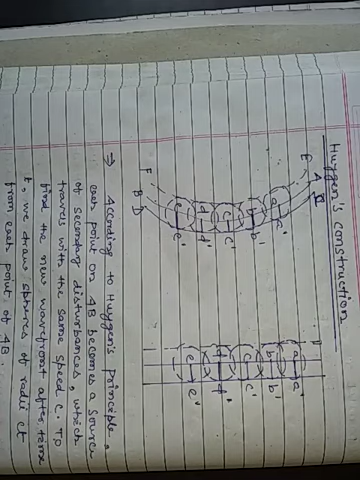 Huygen's construction
E A
a a'
b b'
c c'
d d'
e e'
F B D
a a'
b b'
c c'
d d'
e e'
⇒ According to Huygen's principle,
each point on AB becomes a source
of secondary disturbances, which
travels with the same speed c. To
find the new wavefront after time
t, we draw spheres of radii ct
from each point of AB.